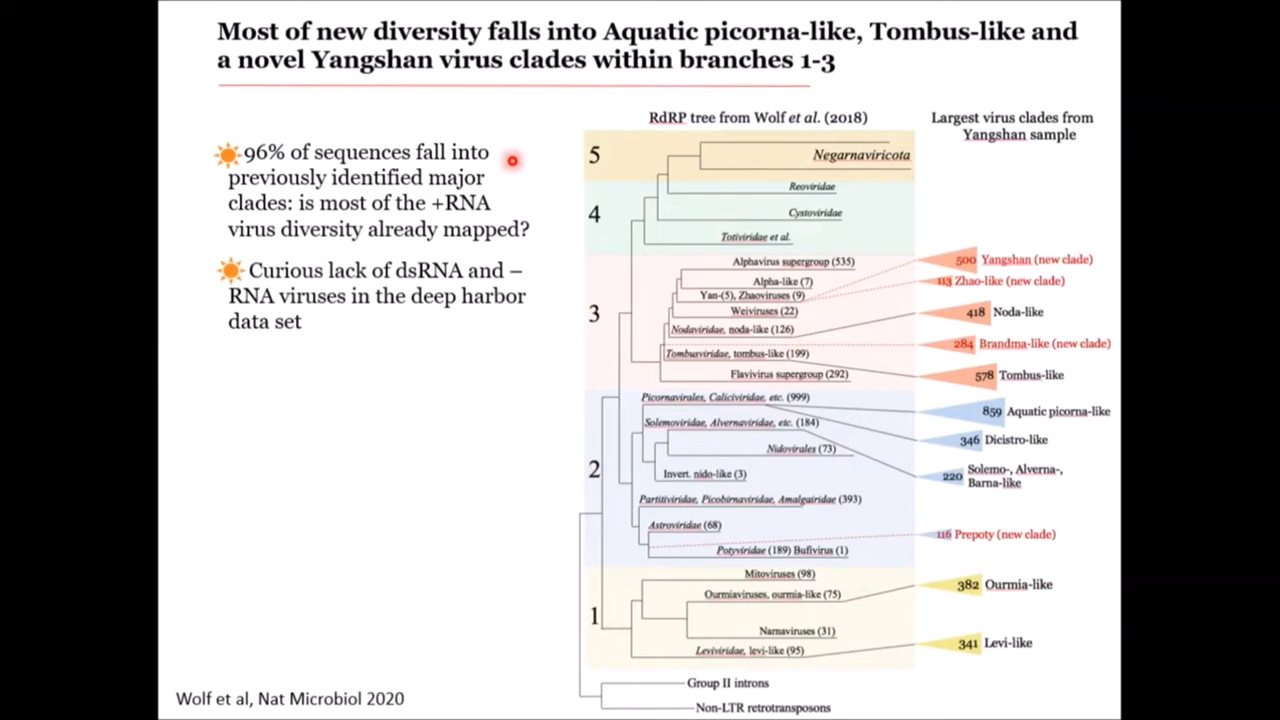 Most of new diversity falls into Aquatic picorna-like, Tombus-like and
a novel Yangshan virus clades within branches 1-3
96% of sequences fall into
previously identified major
clades: is most of the +RNA
virus diversity already mapped?
Curious lack of dsRNA and –
RNA viruses in the deep harbor
data set
RdRP tree from Wolf et al. (2018)
Largest virus clades from
Yangshan sample
5
Negarnaviricota
4
Reoviridae
Cystoviridae
Totiviridae et al.
3
Alphavirus supergroup (535)
Alpha-like (7)
Yan-(5), Zhaoviruses (9)
Weiviruses (22)
Nodaviridae, noda-like (126)
Tombusviridae, tombus-like (199)
Flavivirus supergroup (292)
500 Yangshan (new clade)
113 Zhao-like (new clade)
418 Noda-like
284 Brandma-like (new clade)
578 Tombus-like
2
Picornavirales, Caliciviridae, etc. (999)
Solemoviridae, Alvernaviridae, etc. (184)
Nidovirales (73)
Invert. nido-like (3)
Partitiviridae, Picobirnaviridae, Amalgairidae (393)
Astroviridae (68)
Potyviridae (189) Bufivirus (1)
859 Aquatic picorna-like
346 Dicistro-like
220 Solemo-, Alverna-,
Barna-like
116 Prepoty (new clade)
1
Mitoviruses (98)
Ourmiaviruses, ourmia-like (75)
Narnaviruses (31)
Leviviridae, levi-like (95)
382 Ourmia-like
341 Levi-like
Group II introns
Non-LTR retrotransposons
Wolf et al, Nat Microbiol 2020